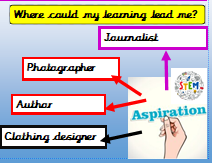 Where could my learning lead me?
Journalist
Photographer
STEM
Author
Aspiration
Clothing designer